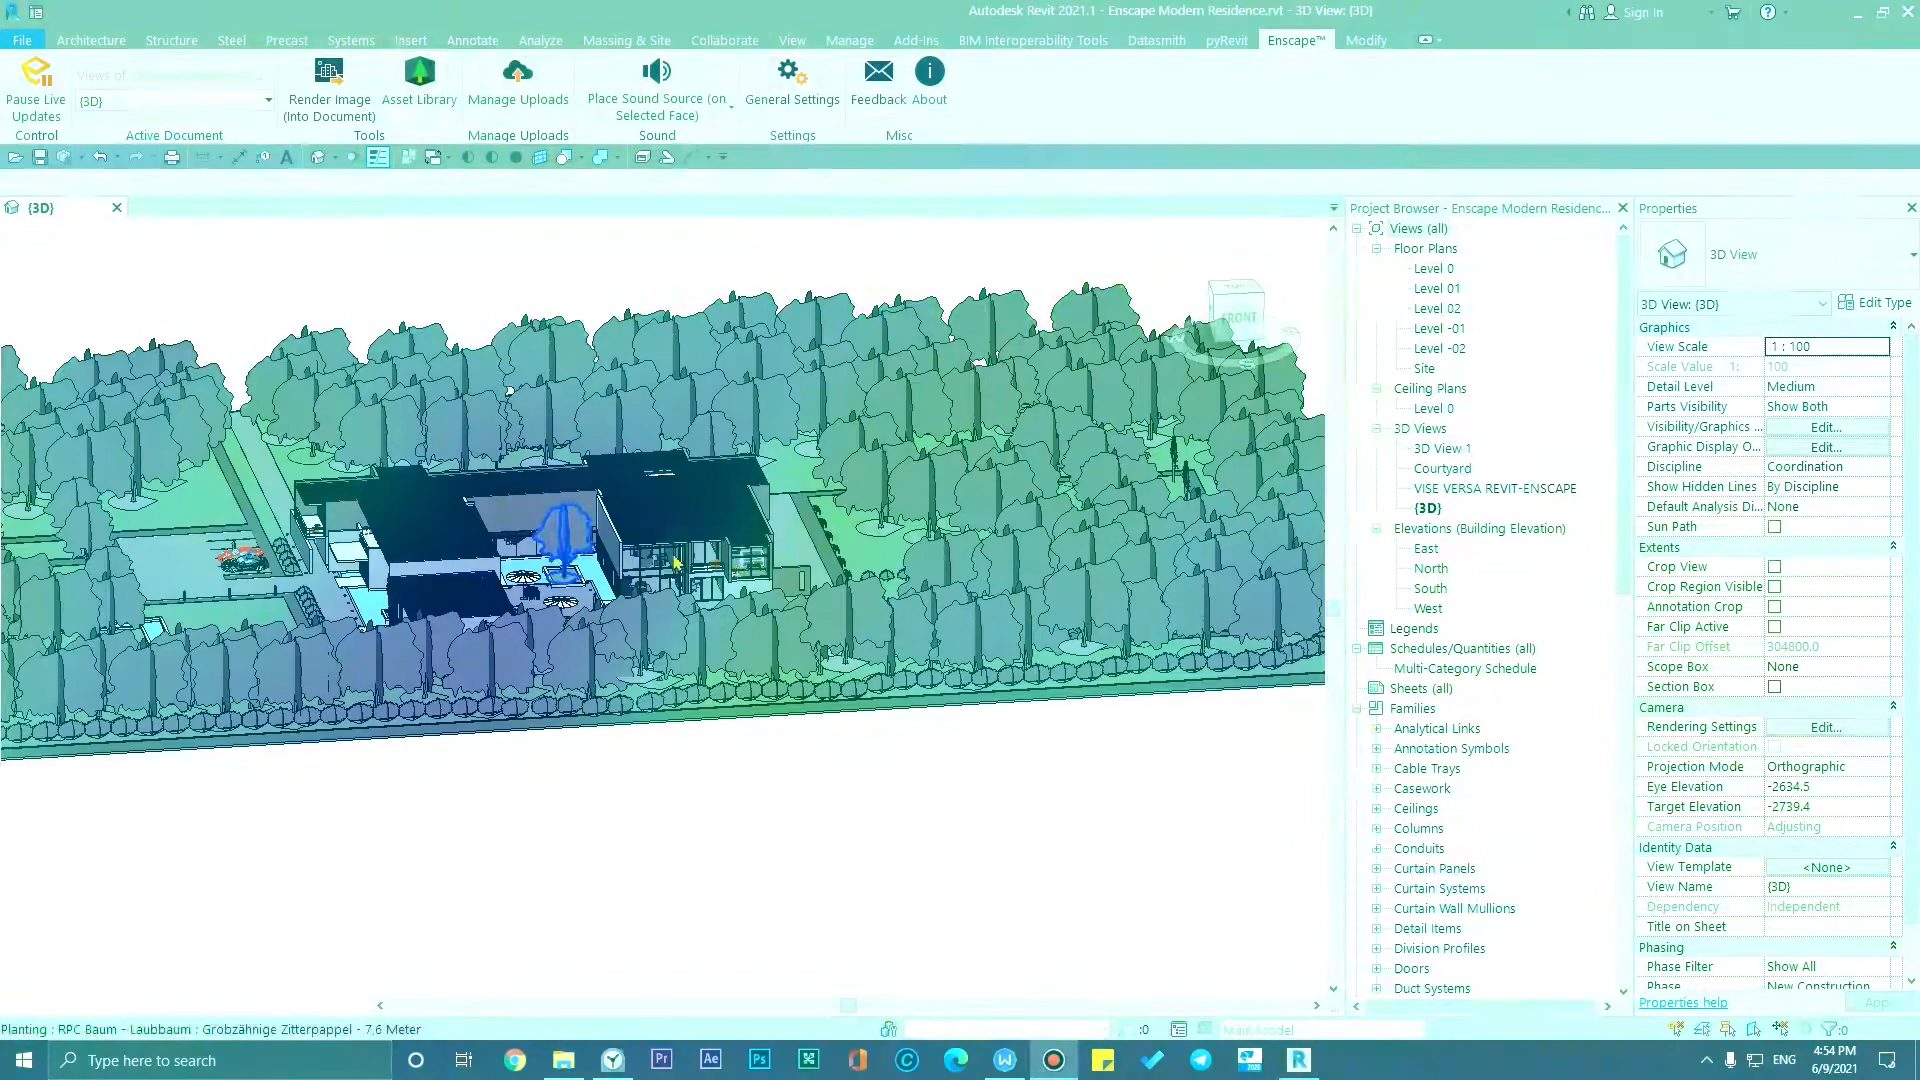 Autodesk Revit 2021.1 - Enscape Modern Residence.rvt - 3D View: {3D}
Sign In
File Architecture Structure Steel Precast Systems Insert Annotate Analyze Massing & Site Collaborate View Manage Add-Ins BIM Interoperability Tools Datasmith pyRevit Enscape™ Modify
Pause Live Updates
Views of
{3D}
Render Image (Into Document)
Asset Library
Manage Uploads
Place Sound Source (on Selected Face)
General Settings
Feedback
About
Control Active Document Tools Manage Uploads Sound Settings Misc
{3D}
TOP
FRONT
Project Browser - Enscape Modern Residenc...
Views (all)
Floor Plans
Level 0
Level 01
Level 02
Level -01
Level -02
Site
Ceiling Plans
Level 0
3D Views
3D View 1
Courtyard
VISE VERSA REVIT-ENSCAPE
{3D}
Elevations (Building Elevation)
East
North
South
West
Legends
Schedules/Quantities (all)
Multi-Category Schedule
Sheets (all)
Families
Analytical Links
Annotation Symbols
Cable Trays
Casework
Ceilings
Columns
Conduits
Curtain Panels
Curtain Systems
Curtain Wall Mullions
Detail Items
Division Profiles
Doors
Duct Systems
Properties
3D View
3D View: {3D} Edit Type
Graphics
View Scale 1 : 100
Scale Value 1: 100
Detail Level Medium
Parts Visibility Show Both
Visibility/Graphics ... Edit...
Graphic Display O... Edit...
Discipline Coordination
Show Hidden Lines By Discipline
Default Analysis Di... None
Sun Path
Extents
Crop View
Crop Region Visible
Annotation Crop
Far Clip Active
Far Clip Offset 304800.0
Scope Box None
Section Box
Camera
Rendering Settings Edit...
Locked Orientation
Projection Mode Orthographic
Eye Elevation -2634.5
Target Elevation -2739.4
Camera Position Adjusting
Identity Data
View Template <None>
View Name {3D}
Dependency Independent
Title on Sheet
Phasing
Phase Filter Show All
Phase New Construction
Properties help
Planting : RPC Baum - Laubbaum : Grobzähnige Zitterpappel - 7,6 Meter
:0
Main Model
:0
Type here to search
Pr Ae Ps
ENG
4:54 PM
6/9/2021